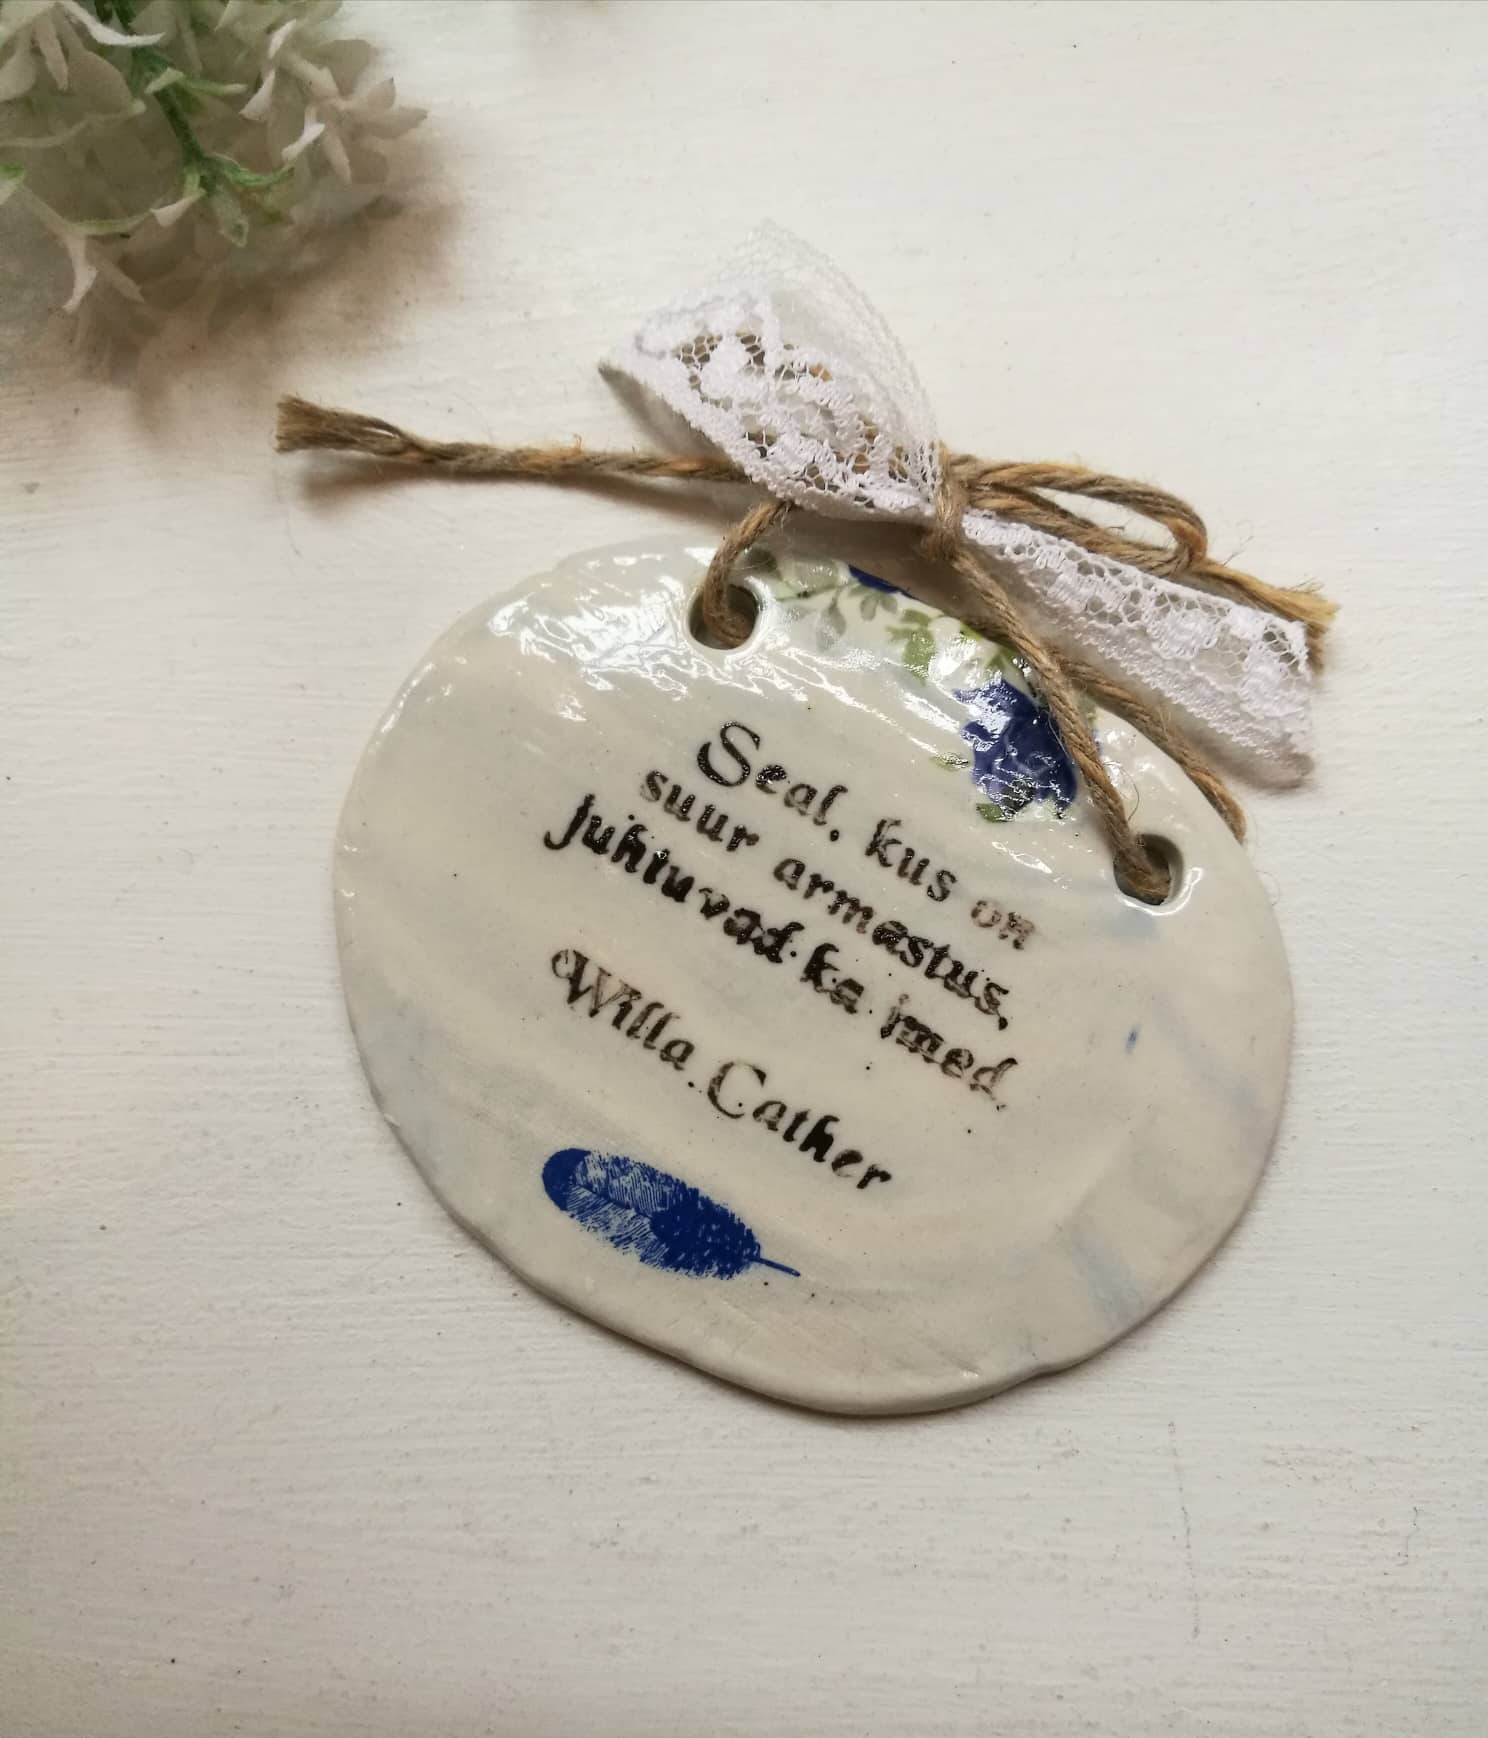 Seal, kus on
suur armastus,
juhtuvad ka imed.
Willa Cather